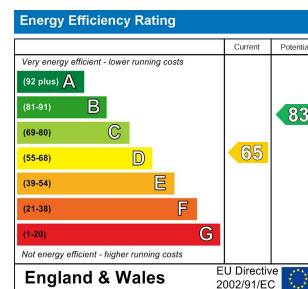 Energy Efficiency Rating
Current
Potentia
Very energy efficient - lower running costs
(92 plus) A
(81-91) B
83
(69-80) C
(55-68) D
65
(39-54) E
(21-38) F
(1-20) G
Not energy efficient - higher running costs
England & Wales
EU Directive
2002/91/EC